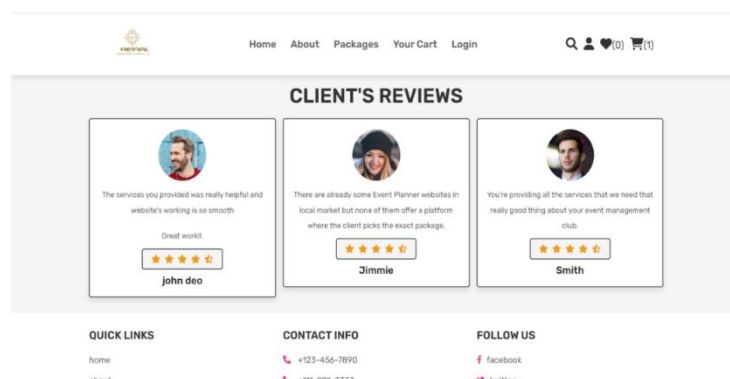 Home About Packages Your Cart Login (0) (1)
CLIENT'S REVIEWS
The services you provided was really helpful and
website's working is so smooth
Great work!!.
john deo
There are already some Event Planner websites in
local market but none of them offer a platform
where the client picks the exact package.
Jimmie
You're providing all the services that we need that
really good thing about your event management
club.
Smith
QUICK LINKS
home
CONTACT INFO
+123-456-7890
FOLLOW US
facebook